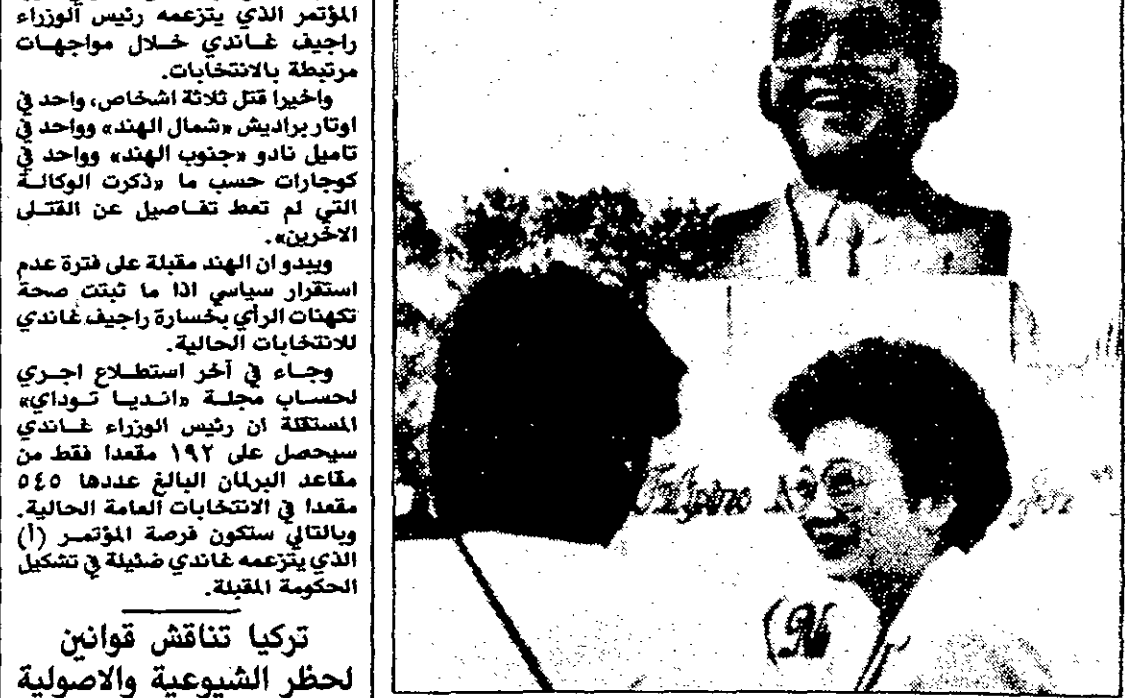 المؤتمر الذي يتزعمه رئيس الوزراء
راجيف غاندي خلال مواجهات
مرتبطة بالانتخابات.
واخيرا قتل ثلاثة اشخاص، واحد في
اوتار براديش «شمال الهند» وواحد في
تاميل نادو «جنوب الهند» وواحد في
كوجارات حسب ما «ذكرت الوكالة
التي لم تعط تفاصيل عن القتلى
الاخرين».
ويبدو ان الهند مقبلة على فترة عدم
استقرار سياسي اذا ما ثبتت صحة
تكهنات الرأي بخسارة راجيف غاندي
للانتخابات الحالية.
وجاء في آخر استطلاع اجري
لحساب مجلة «انديا توداي»
المستقلة ان رئيس الوزراء غاندي
سيحصل على ١٩٢ مقعدا فقط من
مقاعد البرلمان البالغ عددها ٥٤٥
مقعدا في الانتخابات العامة الحالية.
وبالتالي ستكون فرصة المؤتمر (أ)
الذي يتزعمه غاندي ضئيلة في تشكيل
الحكومة المقبلة.
تركيا تناقش قوانين
لحظر الشيوعية والاصولية